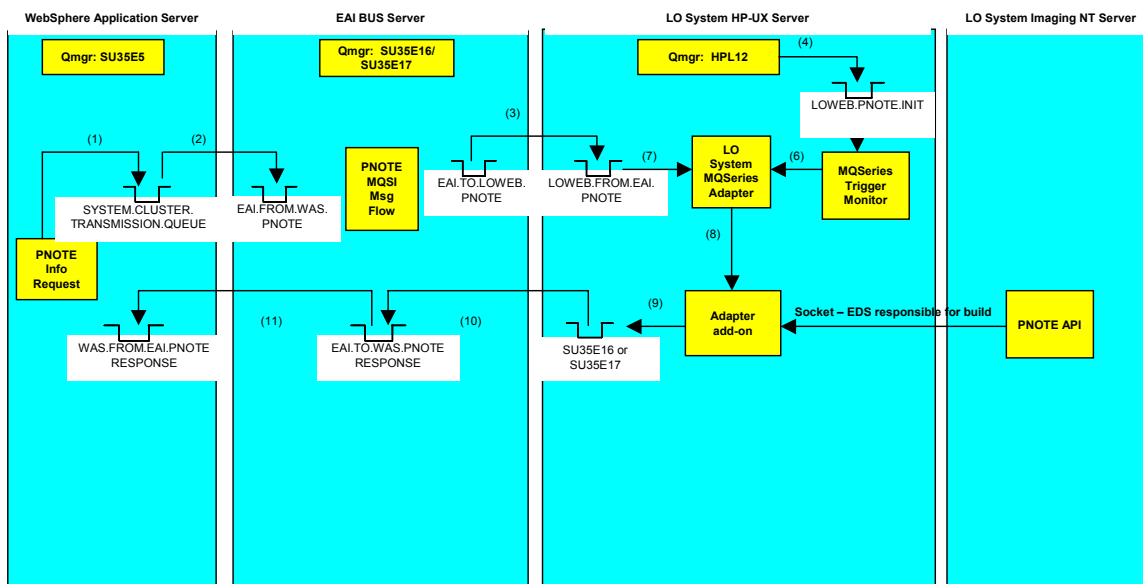 WebSphere Application Server
EAI BUS Server
LO System HP-UX Server
LO System Imaging NT Server
Qmgr: SU35E5
Qmgr: SU35E16/
SU35E17
Qmgr: HPL12
(4)
LOWEB.PNOTE.INIT
(1)
(2)
(3)
(7)
(6)
SYSTEM.CLUSTER.
TRANSMISSION.QUEUE
EAI.FROM.WAS.
PNOTE
PNOTE
MQSI
Msg
Flow
EAI.TO.LOWEB.
PNOTE
LOWEB.FROM.EAI.
PNOTE
LO
System
MQSeries
Adapter
MQSeries
Trigger
Monitor
PNOTE
Info
Request
(8)
(11)
(10)
(9)
WAS.FROM.EAI.PNOTE
RESPONSE
EAI.TO.WAS.PNOTE
RESPONSE
SU35E16 or
SU35E17
Adapter
add-on
Socket – EDS responsible for build
PNOTE API